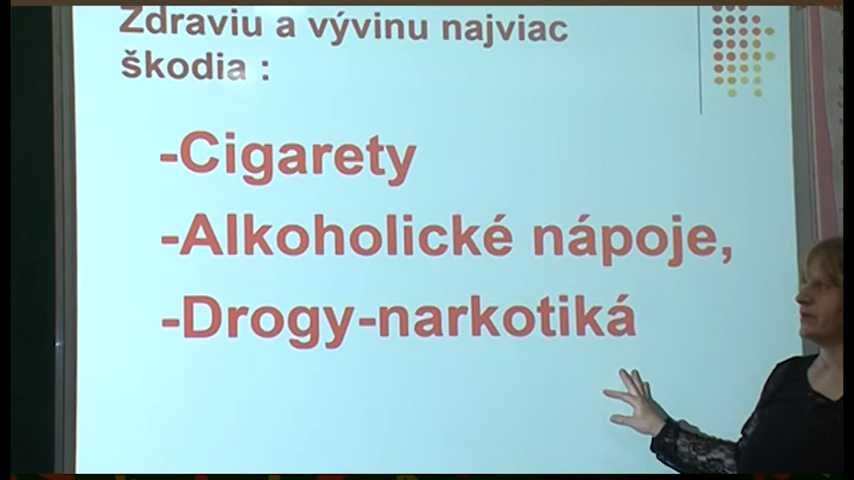 Zdraviu a vývinu najviac
škodia :
-Cigarety
-Alkoholické nápoje,
-Drogy-narkotiká